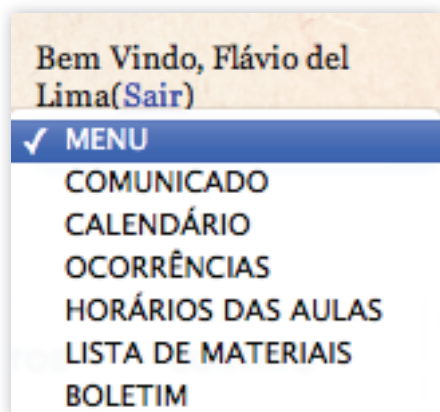 Bem Vindo, Flávio del
Lima(Sair)
✓ MENU
COMUNICADO
CALENDÁRIO
OCORRÊNCIAS
HORÁRIOS DAS AULAS
LISTA DE MATERIAIS
BOLETIM